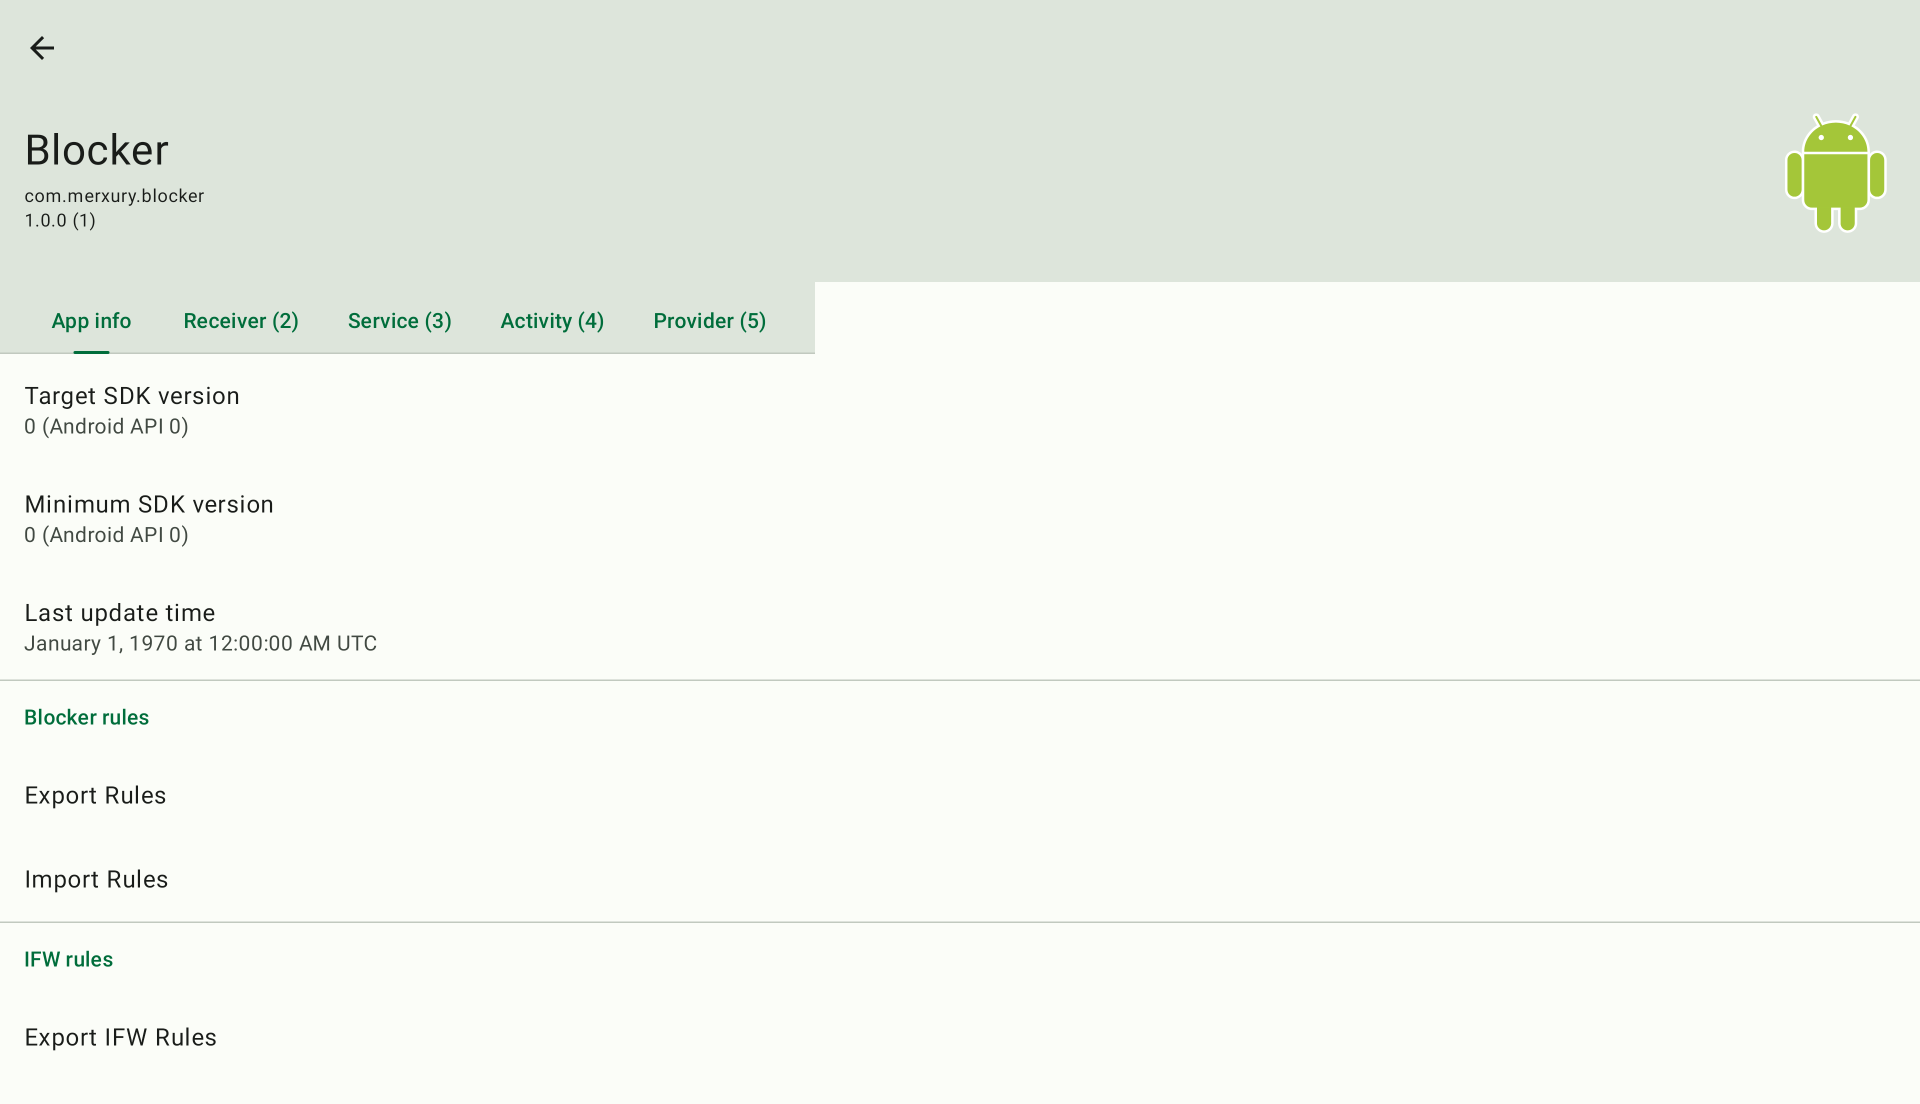 Blocker
com.merxury.blocker
1.0.0 (1)
App info Receiver (2) Service (3) Activity (4) Provider (5)
Target SDK version
0 (Android API 0)
Minimum SDK version
0 (Android API 0)
Last update time
January 1, 1970 at 12:00:00 AM UTC
Blocker rules
Export Rules
Import Rules
IFW rules
Export IFW Rules